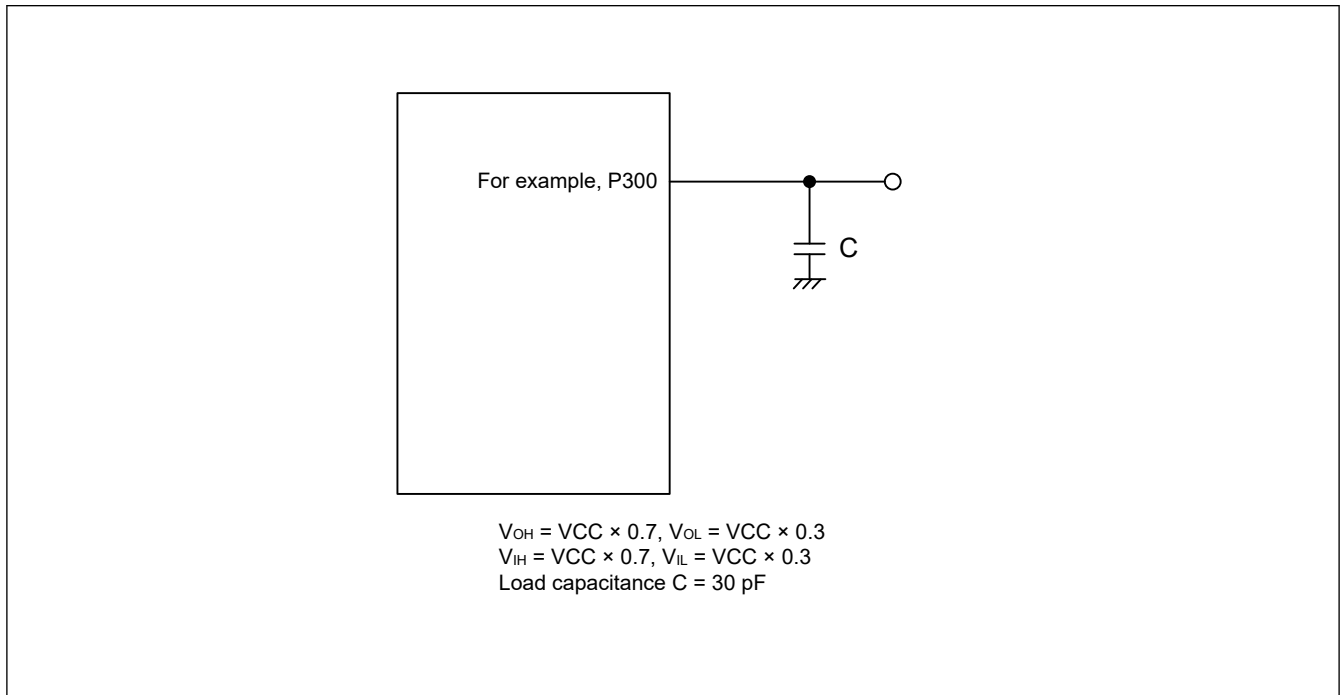 For example, P300
C
VOH = VCC × 0.7, VOL = VCC × 0.3
VIH = VCC × 0.7, VIL = VCC × 0.3
Load capacitance C = 30 pF